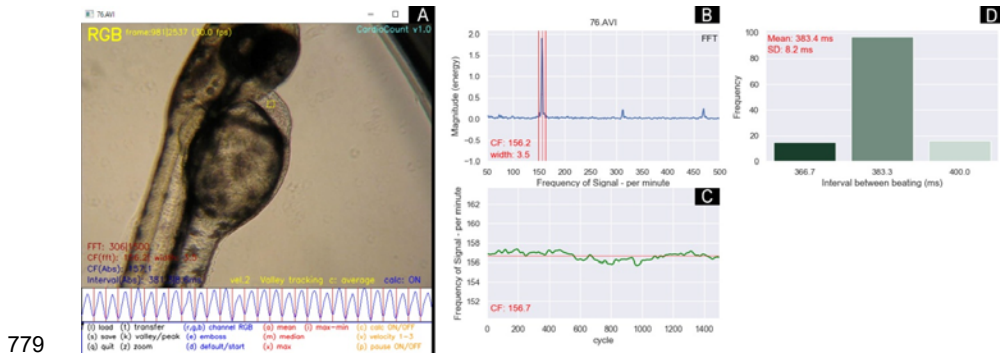 76.AVI
A
RGB frame:981|2537 (30.0 fps)
CardioCount v1.0
FFT: 306|1500
CF(Abs): 157.1
vel.2 Valley tracking c: average calc: ON
(l) load (t) transfer (r,g,b) channel RGB (a) mean (i) max-min (c) calc ON/OFF
(s) save (k) valley/peak (e) emboss (m) median (v) velocity 1-3
(q) quit (z) zoom (d) default/start (x) max (p) pause ON/OFF
76.AVI
B
FFT
Magnitude (energy)
2.0
1.5
1.0
0.5
0.0
-0.5
-1.0
CF: 156.2
width: 3.5
50 100 150 200 250 300 350 400 450 500
Frequency of Signal - per minute
C
Frequency of Signal - per minute
162
160
158
156
154
152
CF: 156.7
0 200 400 600 800 1000 1200 1400
cycle
D
Mean: 383.4 ms
SD: 8.2 ms
Frequency
100
80
60
40
20
0
366.7 383.3 400.0
Interval between beating (ms)
779